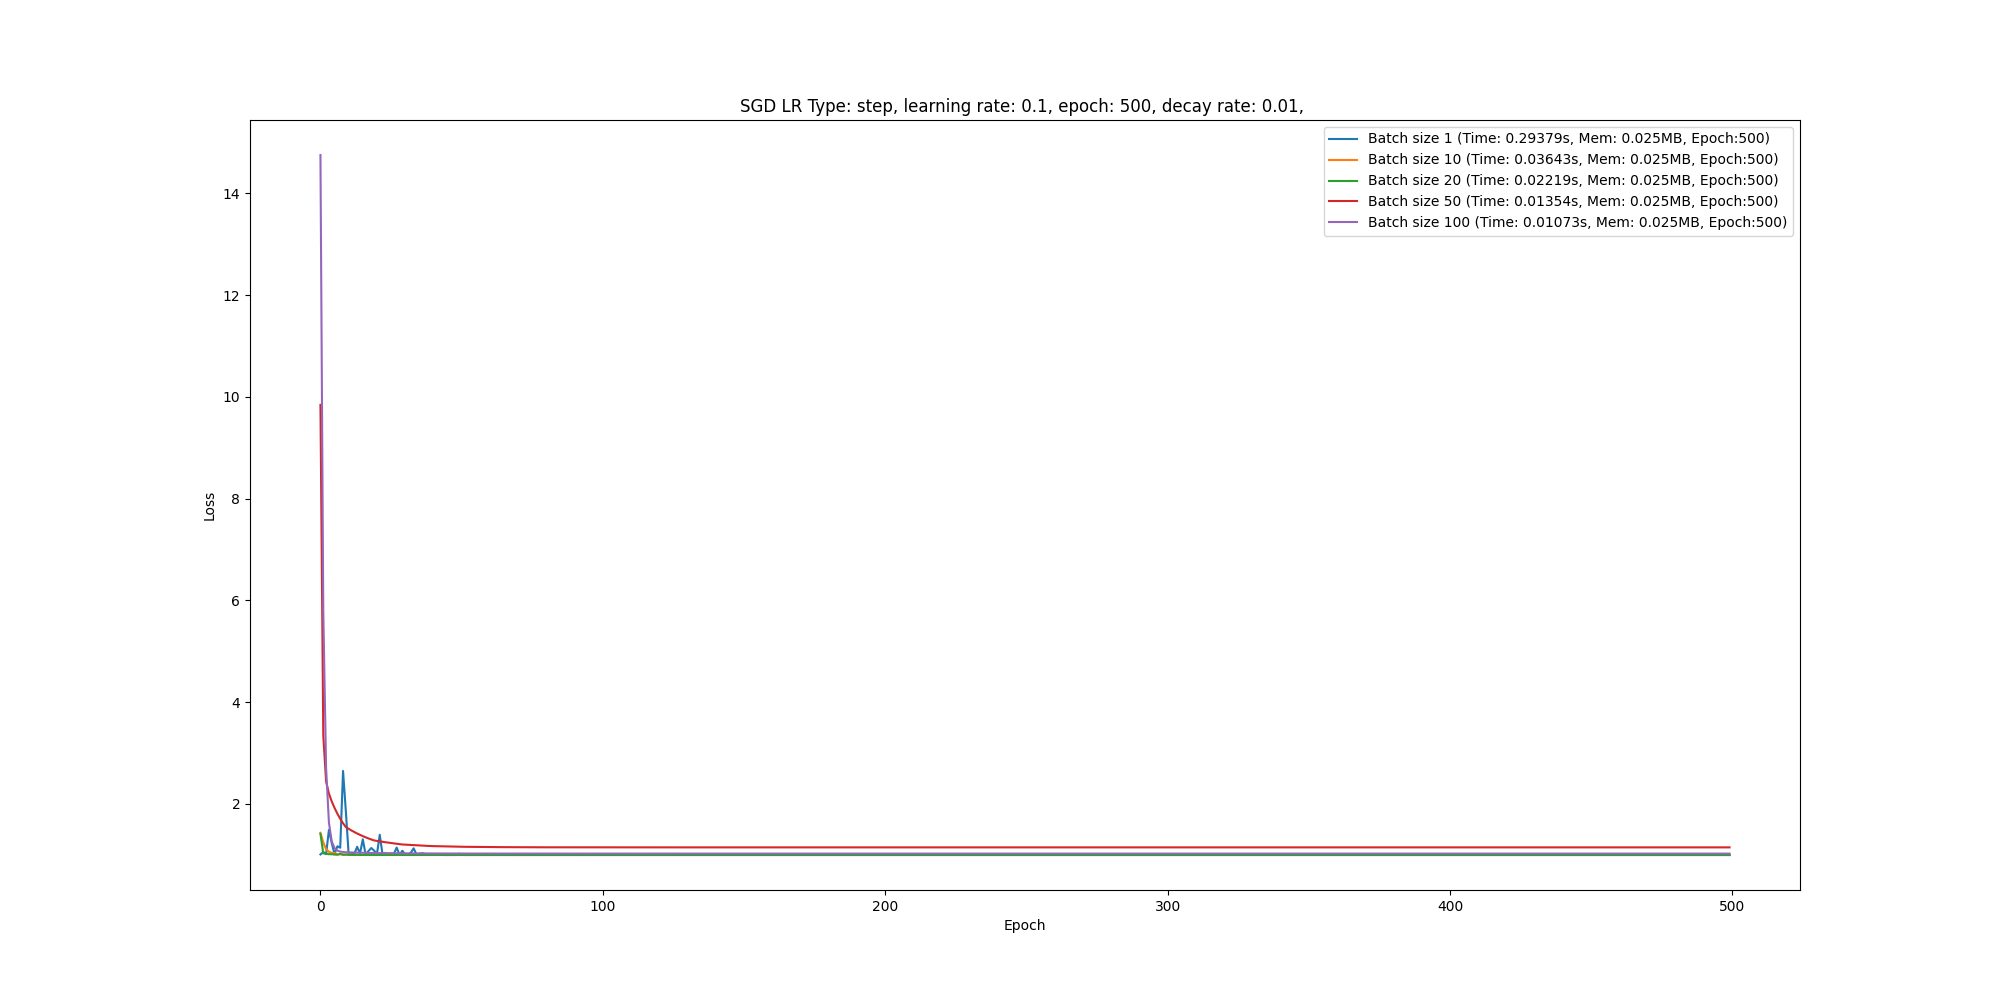 SGD LR Type: step, learning rate: 0.1, epoch: 500, decay rate: 0.01,
Batch size 1 (Time: 0.29379s, Mem: 0.025MB, Epoch:500)
Batch size 10 (Time: 0.03643s, Mem: 0.025MB, Epoch:500)
Batch size 20 (Time: 0.02219s, Mem: 0.025MB, Epoch:500)
Batch size 50 (Time: 0.01354s, Mem: 0.025MB, Epoch:500)
Batch size 100 (Time: 0.01073s, Mem: 0.025MB, Epoch:500)
14
12
10
8
6
4
2
Loss
0 100 200 300 400 500
Epoch